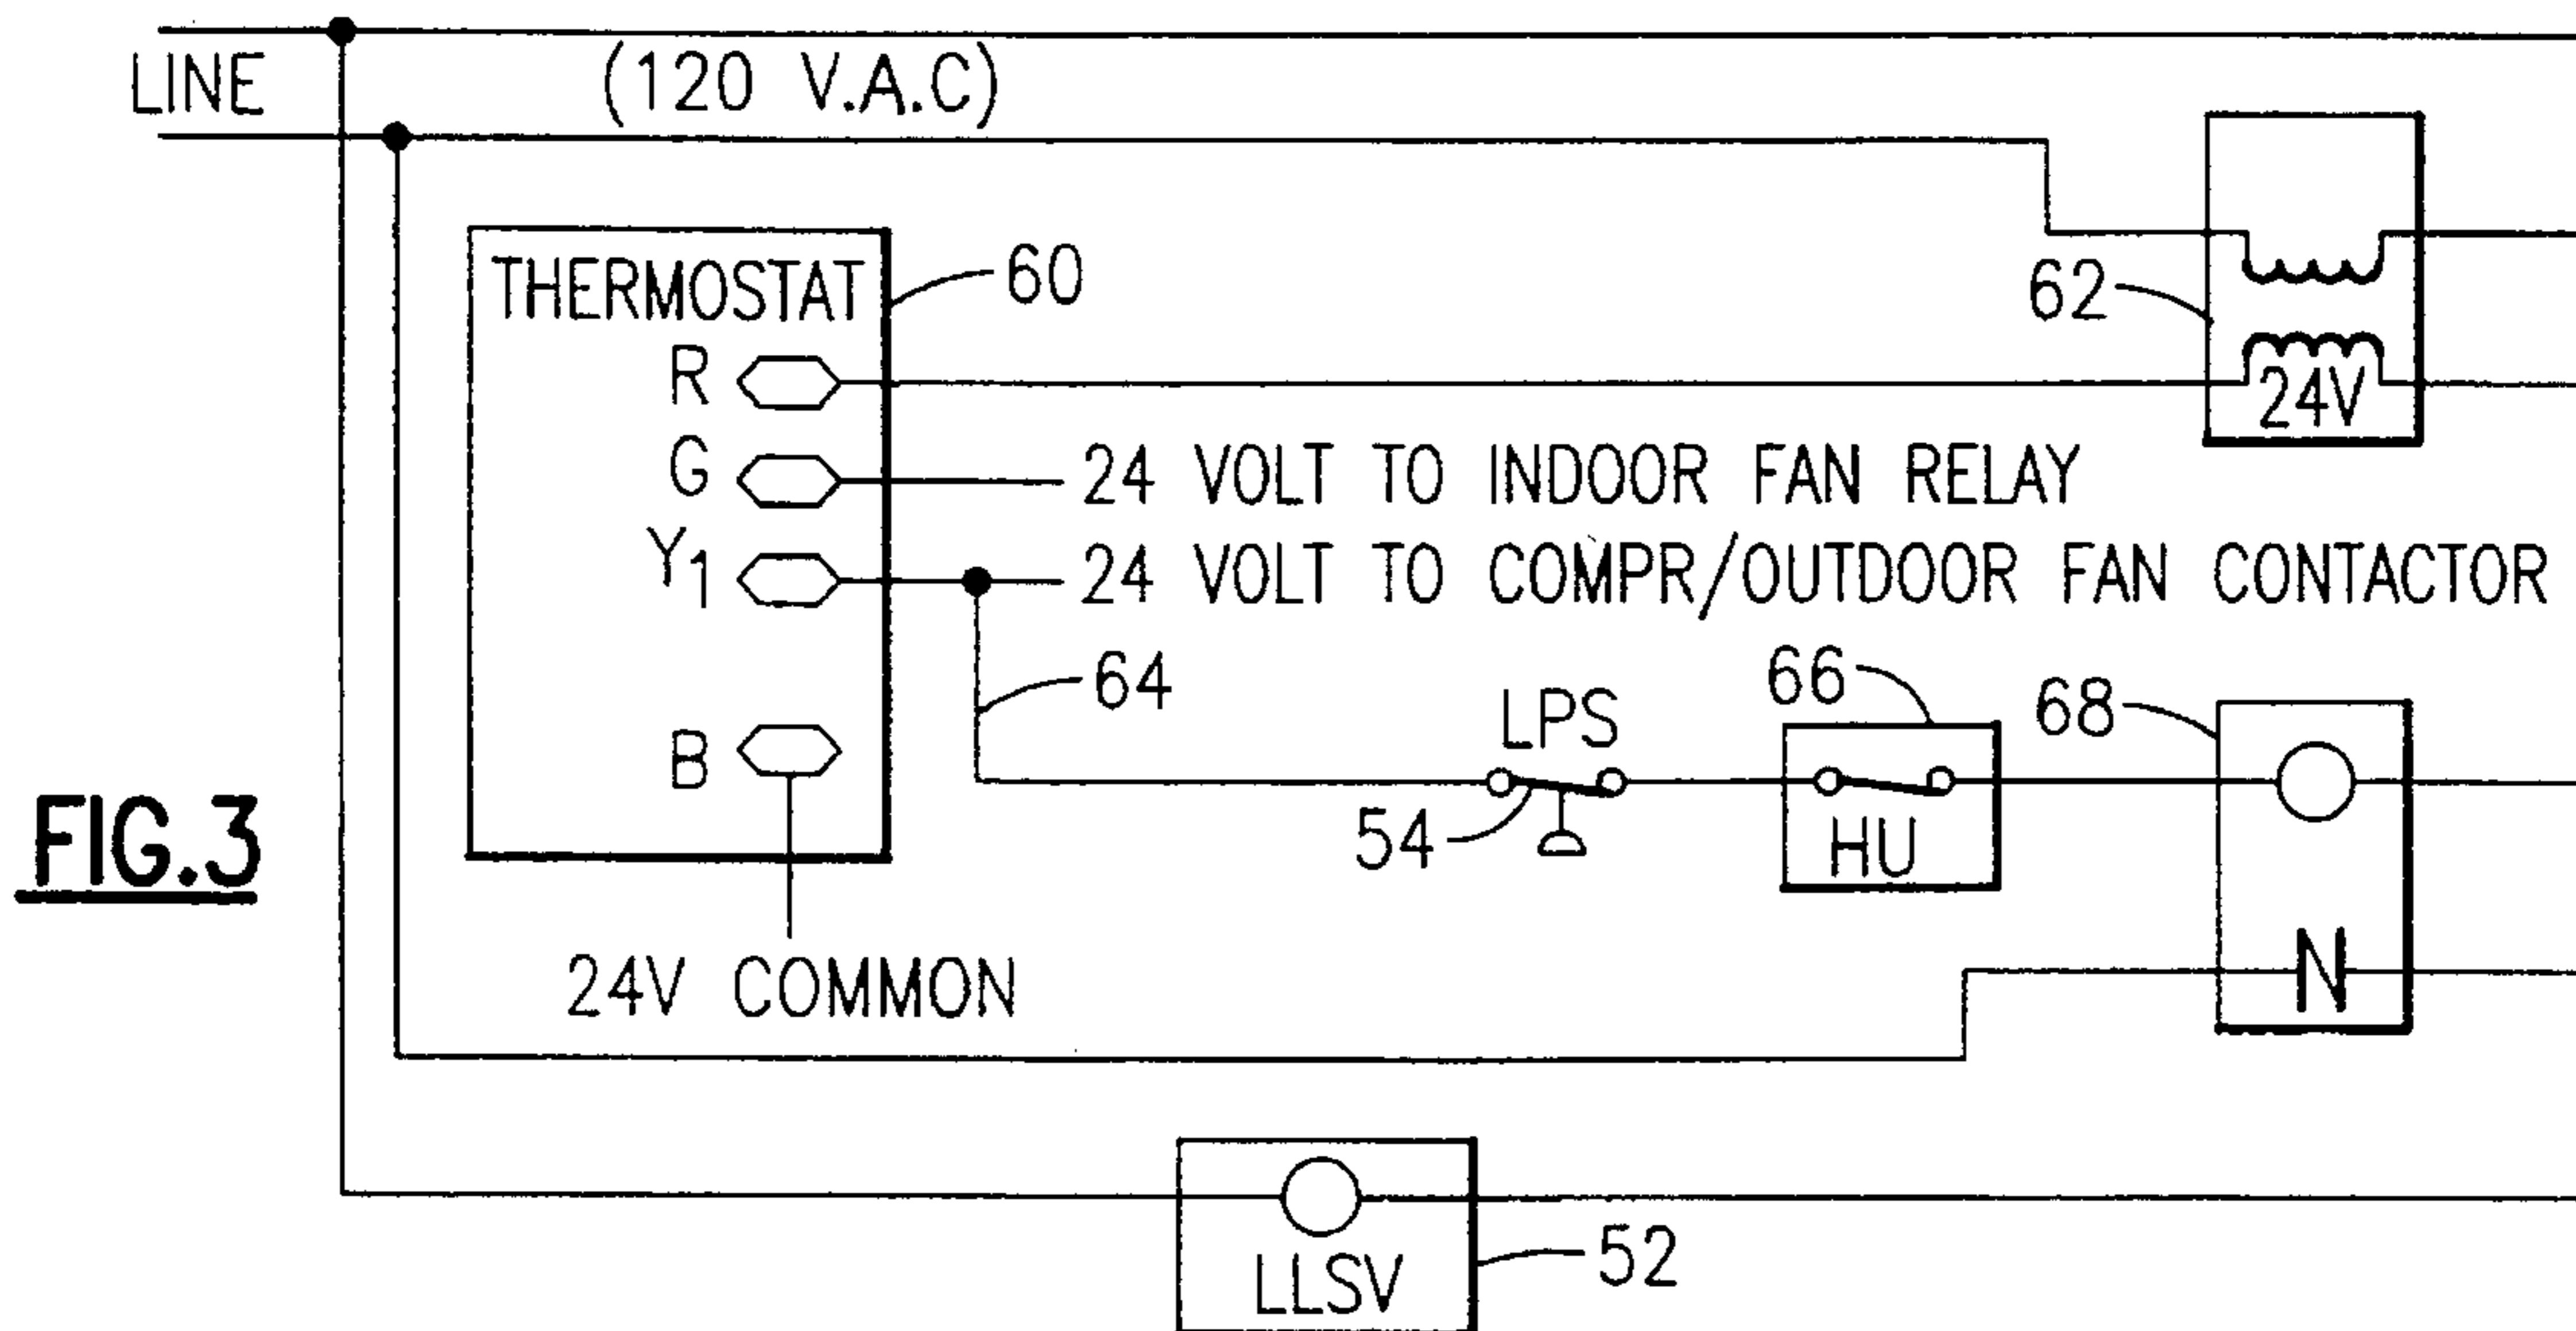 LINE
(120 V.A.C)
THERMOSTAT
60
62
R
24V
G
24 VOLT TO INDOOR FAN RELAY
Y1
24 VOLT TO COMPR/OUTDOOR FAN CONTACTOR
64
66
68
LPS
B
54
HU
FIG.3
24V COMMON
N
52
LLSV